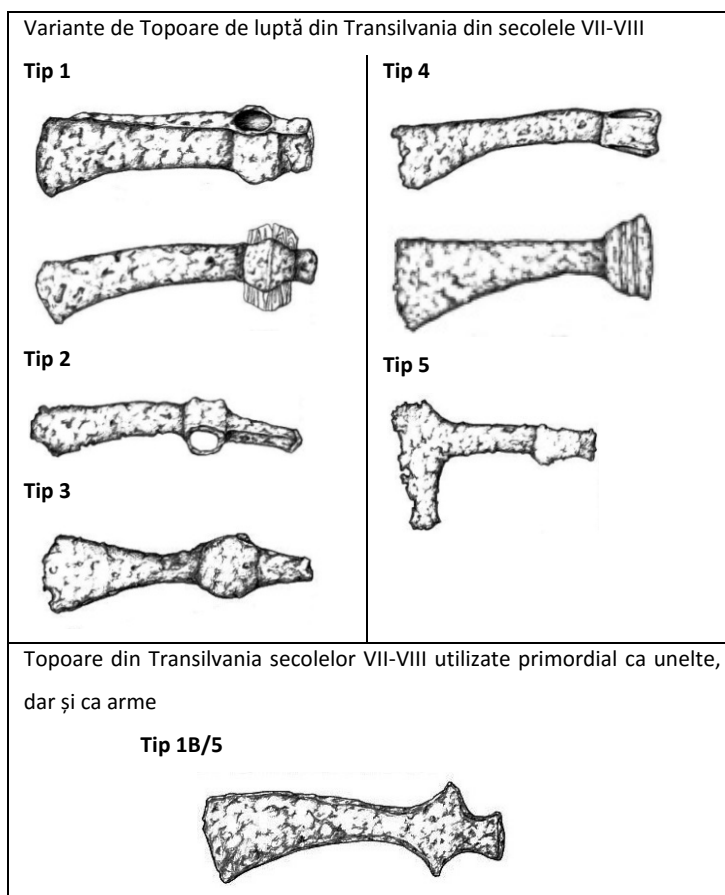 Variante de Topoare de luptă din Transilvania din secolele VII-VIII
Tip 1
Tip 2
Tip 3
Tip 4
Tip 5
Topoare din Transilvania secolelor VII-VIII utilizate primordial ca unelte,
dar și ca arme
Tip 1B/5